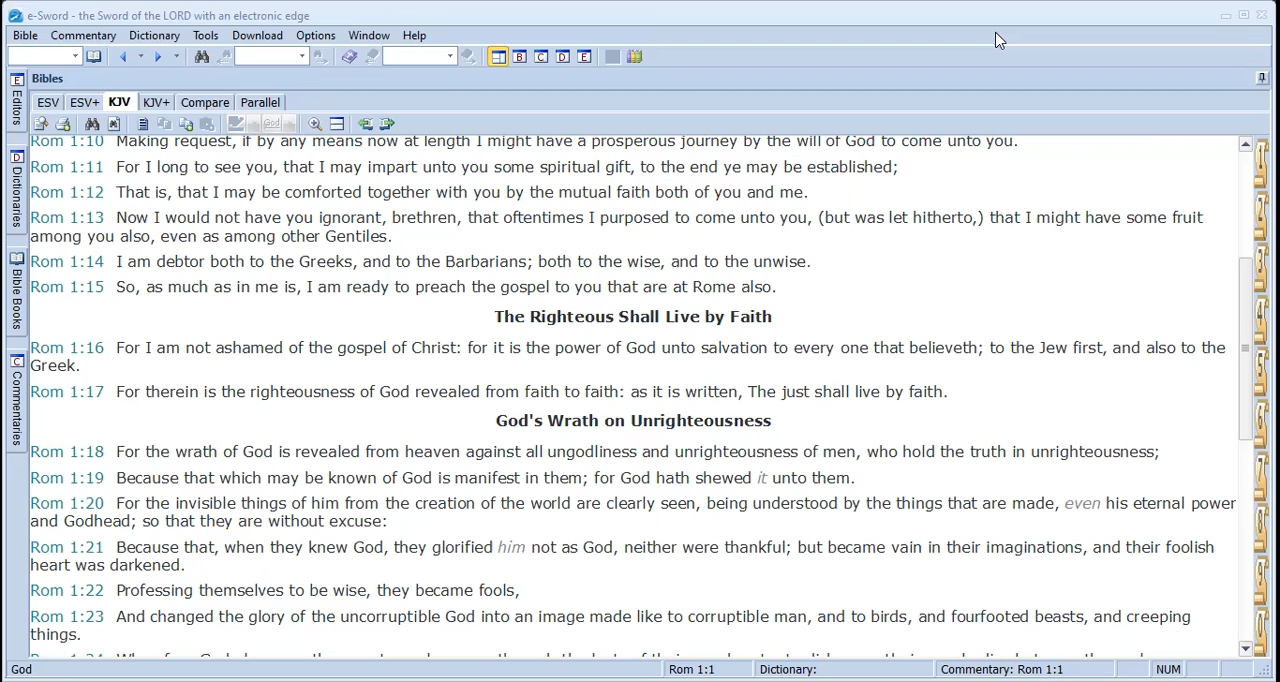 e-Sword - the Sword of the LORD with an electronic edge
Bible Commentary Dictionary Tools Download Options Window Help
B C D E
Bibles
E Editors
D Dictionaries
Bible Books
C Commentaries
ESV ESV+ KJV KJV+ Compare Parallel
God
Rom 1:10 Making request, if by any means now at length I might have a prosperous journey by the will of God to come unto you.
Rom 1:11 For I long to see you, that I may impart unto you some spiritual gift, to the end ye may be established;
Rom 1:12 That is, that I may be comforted together with you by the mutual faith both of you and me.
Rom 1:13 Now I would not have you ignorant, brethren, that oftentimes I purposed to come unto you, (but was let hitherto,) that I might have some fruit
among you also, even as among other Gentiles.
Rom 1:14 I am debtor both to the Greeks, and to the Barbarians; both to the wise, and to the unwise.
Rom 1:15 So, as much as in me is, I am ready to preach the gospel to you that are at Rome also.
The Righteous Shall Live by Faith
Rom 1:16 For I am not ashamed of the gospel of Christ: for it is the power of God unto salvation to every one that believeth; to the Jew first, and also to the
Greek.
Rom 1:17 For therein is the righteousness of God revealed from faith to faith: as it is written, The just shall live by faith.
God's Wrath on Unrighteousness
Rom 1:18 For the wrath of God is revealed from heaven against all ungodliness and unrighteousness of men, who hold the truth in unrighteousness;
Rom 1:19 Because that which may be known of God is manifest in them; for God hath shewed it unto them.
Rom 1:20 For the invisible things of him from the creation of the world are clearly seen, being understood by the things that are made, even his eternal power
and Godhead; so that they are without excuse:
Rom 1:21 Because that, when they knew God, they glorified him not as God, neither were thankful; but became vain in their imaginations, and their foolish
heart was darkened.
Rom 1:22 Professing themselves to be wise, they became fools,
Rom 1:23 And changed the glory of the uncorruptible God into an image made like to corruptible man, and to birds, and fourfooted beasts, and creeping
things.
1
2
3
4
5
6
7
8
9
0
God Rom 1:1 Dictionary: Commentary: Rom 1:1 NUM